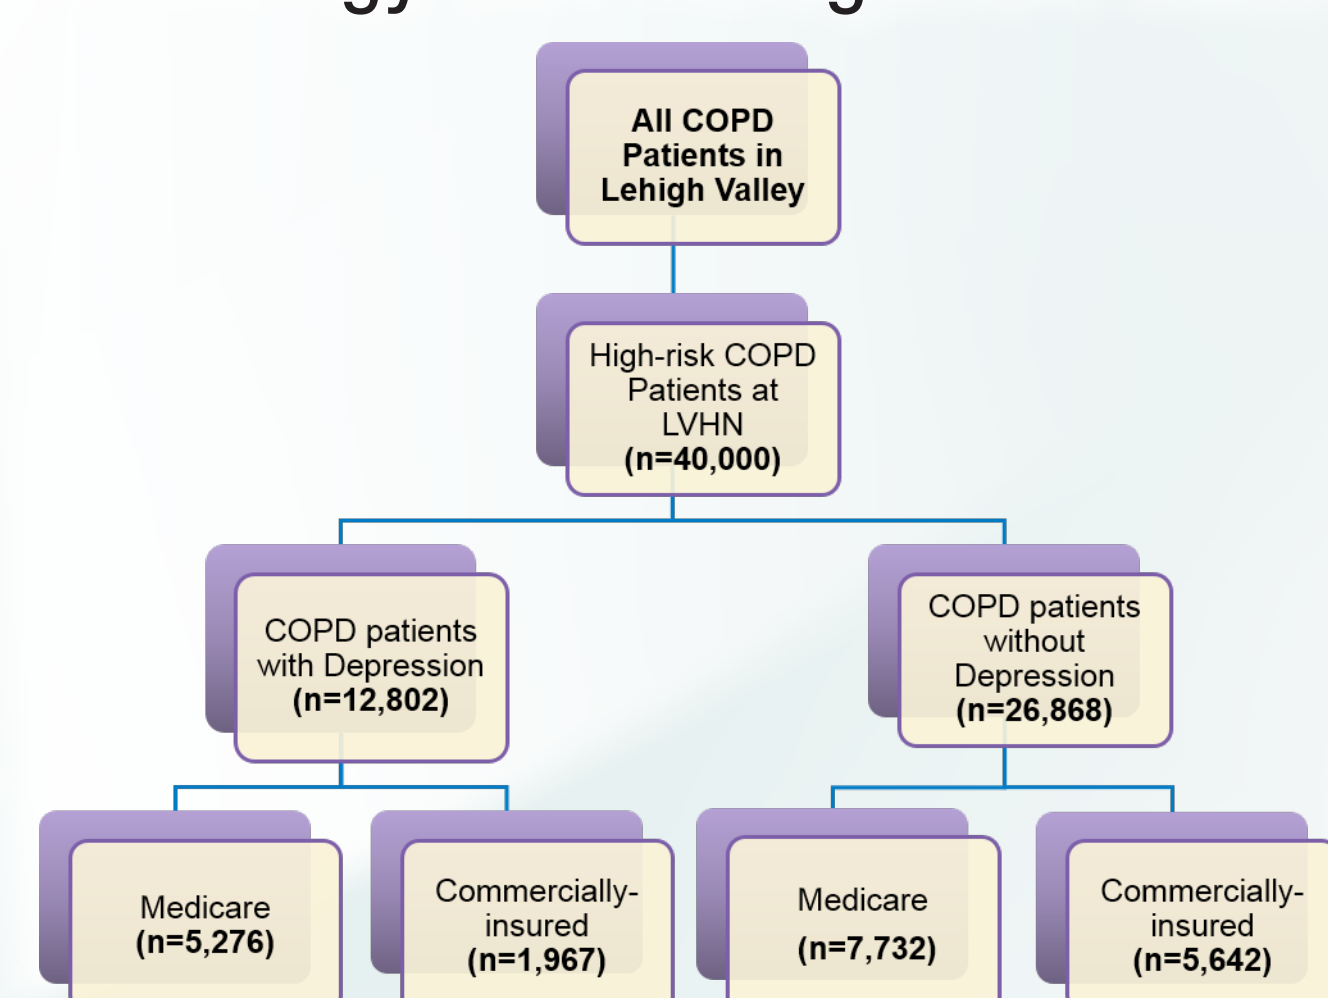 All COPD
Patients in
Lehigh Valley
High-risk COPD
Patients at
LVHN
(n=40,000)
COPD patients
with Depression
(n=12,802)
COPD patients
without
Depression
(n=26,868)
Medicare
(n=5,276)
Commercially-
insured
(n=1,967)
Medicare
(n=7,732)
Commercially-
insured
(n=5,642)